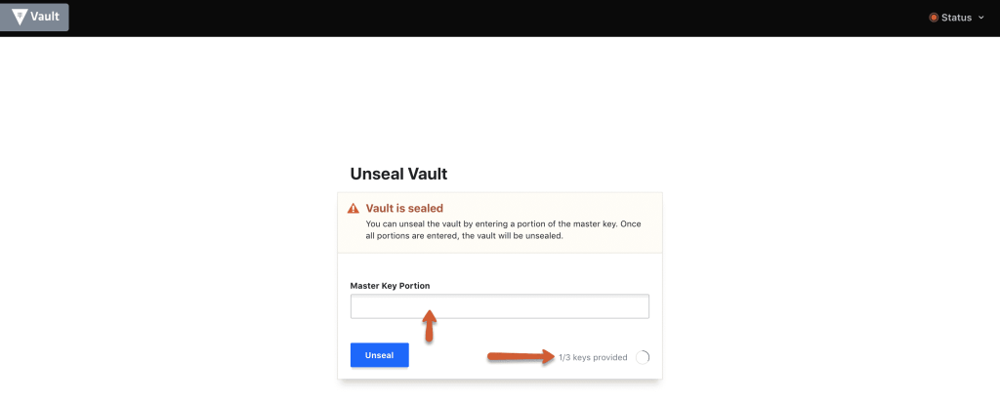 Vault
Status
Unseal Vault
Vault is sealed
You can unseal the vault by entering a portion of the master key. Once
all portions are entered, the vault will be unsealed.
Master Key Portion
Unseal
1/3 keys provided